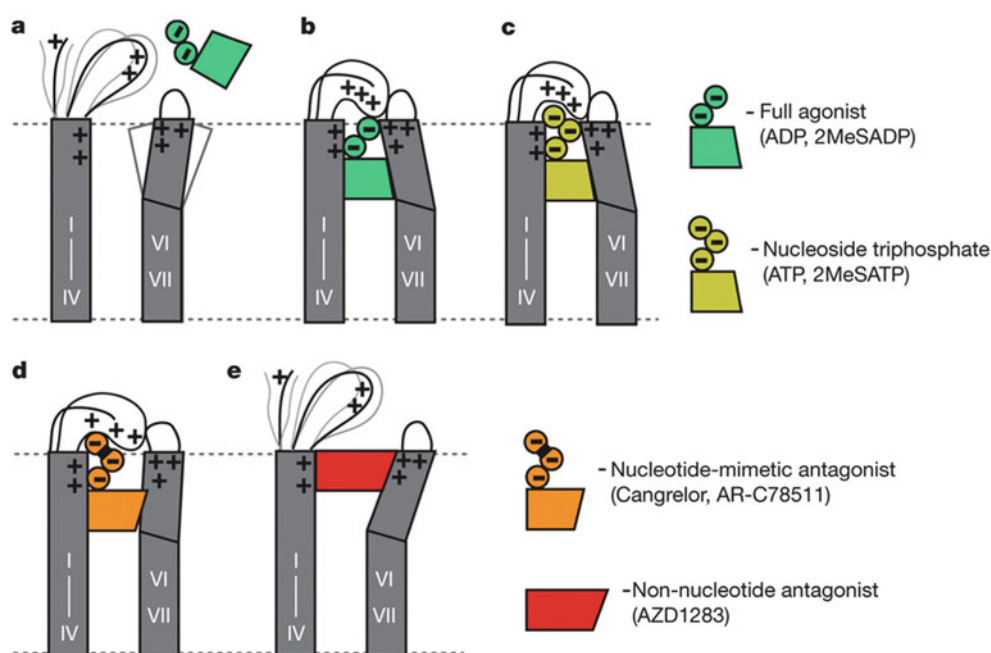 a
b
c
I
IV
VI
VII
I
IV
VI
VII
I
IV
VI
VII
– Full agonist
(ADP, 2MeSADP)
– Nucleoside triphosphate
(ATP, 2MeSATP)
d
e
I
IV
VI
VII
I
IV
VI
VII
– Nucleotide-mimetic antagonist
(Cangrelor, AR-C78511)
– Non-nucleotide antagonist
(AZD1283)